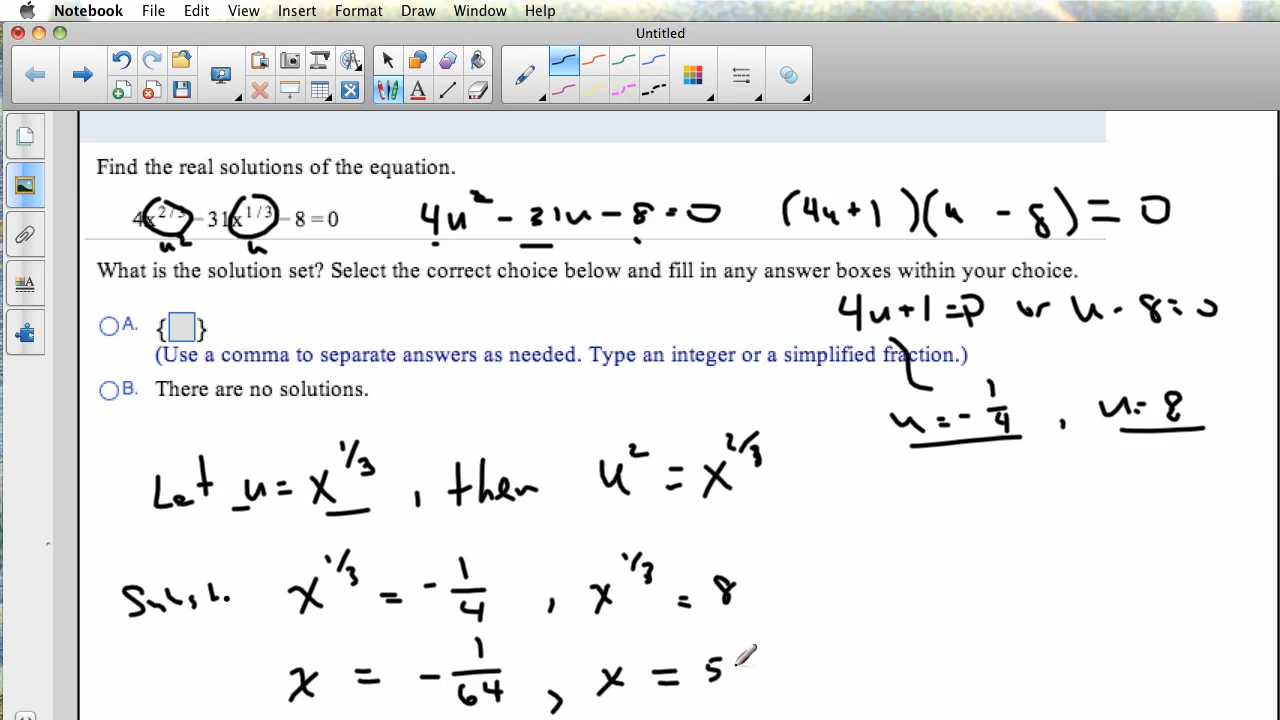 Notebook File Edit View Insert Format Draw Window Help
Untitled
Find the real solutions of the equation.
4x^2/3 − 31x^1/3 − 8 = 0
u² u
4u² - 31u - 8 = 0 (4u+1)(u - 8) = 0
What is the solution set? Select the correct choice below and fill in any answer boxes within your choice.
4u+1=0 or u - 8 = 0
A. { }
(Use a comma to separate answers as needed. Type an integer or a simplified fraction.)
B. There are no solutions.
u = - 1/4 , u = 8
Let u = x^1/3 , then u² = x^2/3
Subst. x^1/3 = - 1/4 , x^1/3 = 8
x = - 1/64 , x = 5